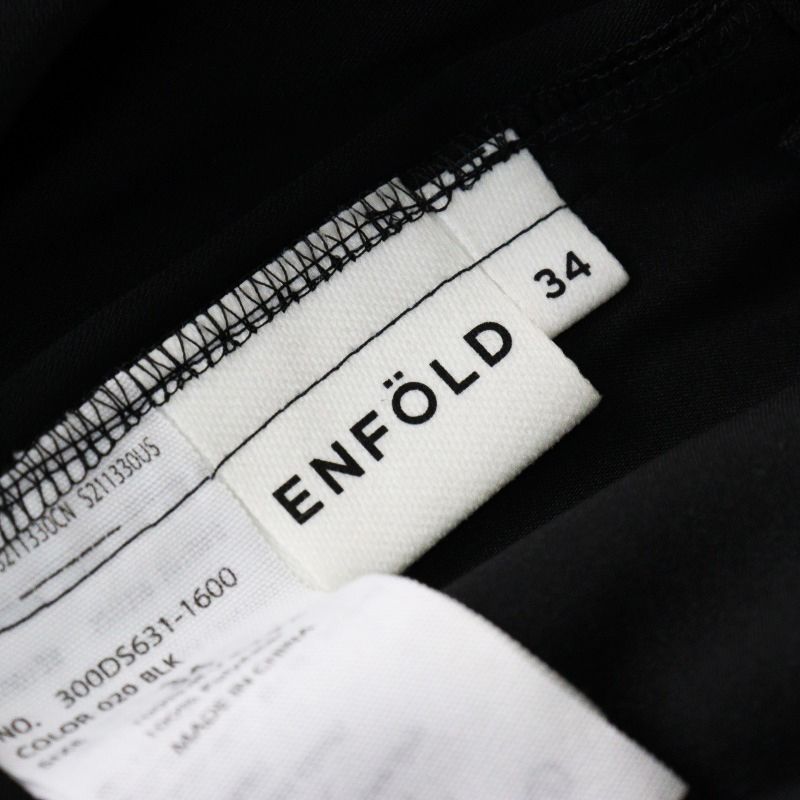 34
ENFÖLD
S211330CN S211330US
NO. 300DS631-1600
COLOR 020 BLK
MADE IN CHINA